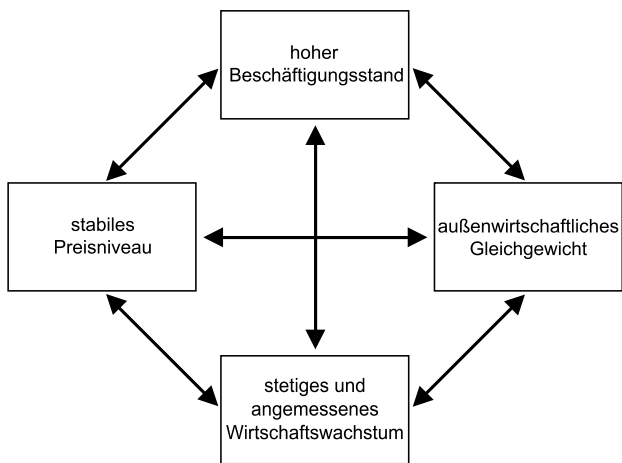 hoher
Beschäftigungsstand
stabiles
Preisniveau
außenwirtschaftliches
Gleichgewicht
stetiges und
angemessenes
Wirtschaftswachstum